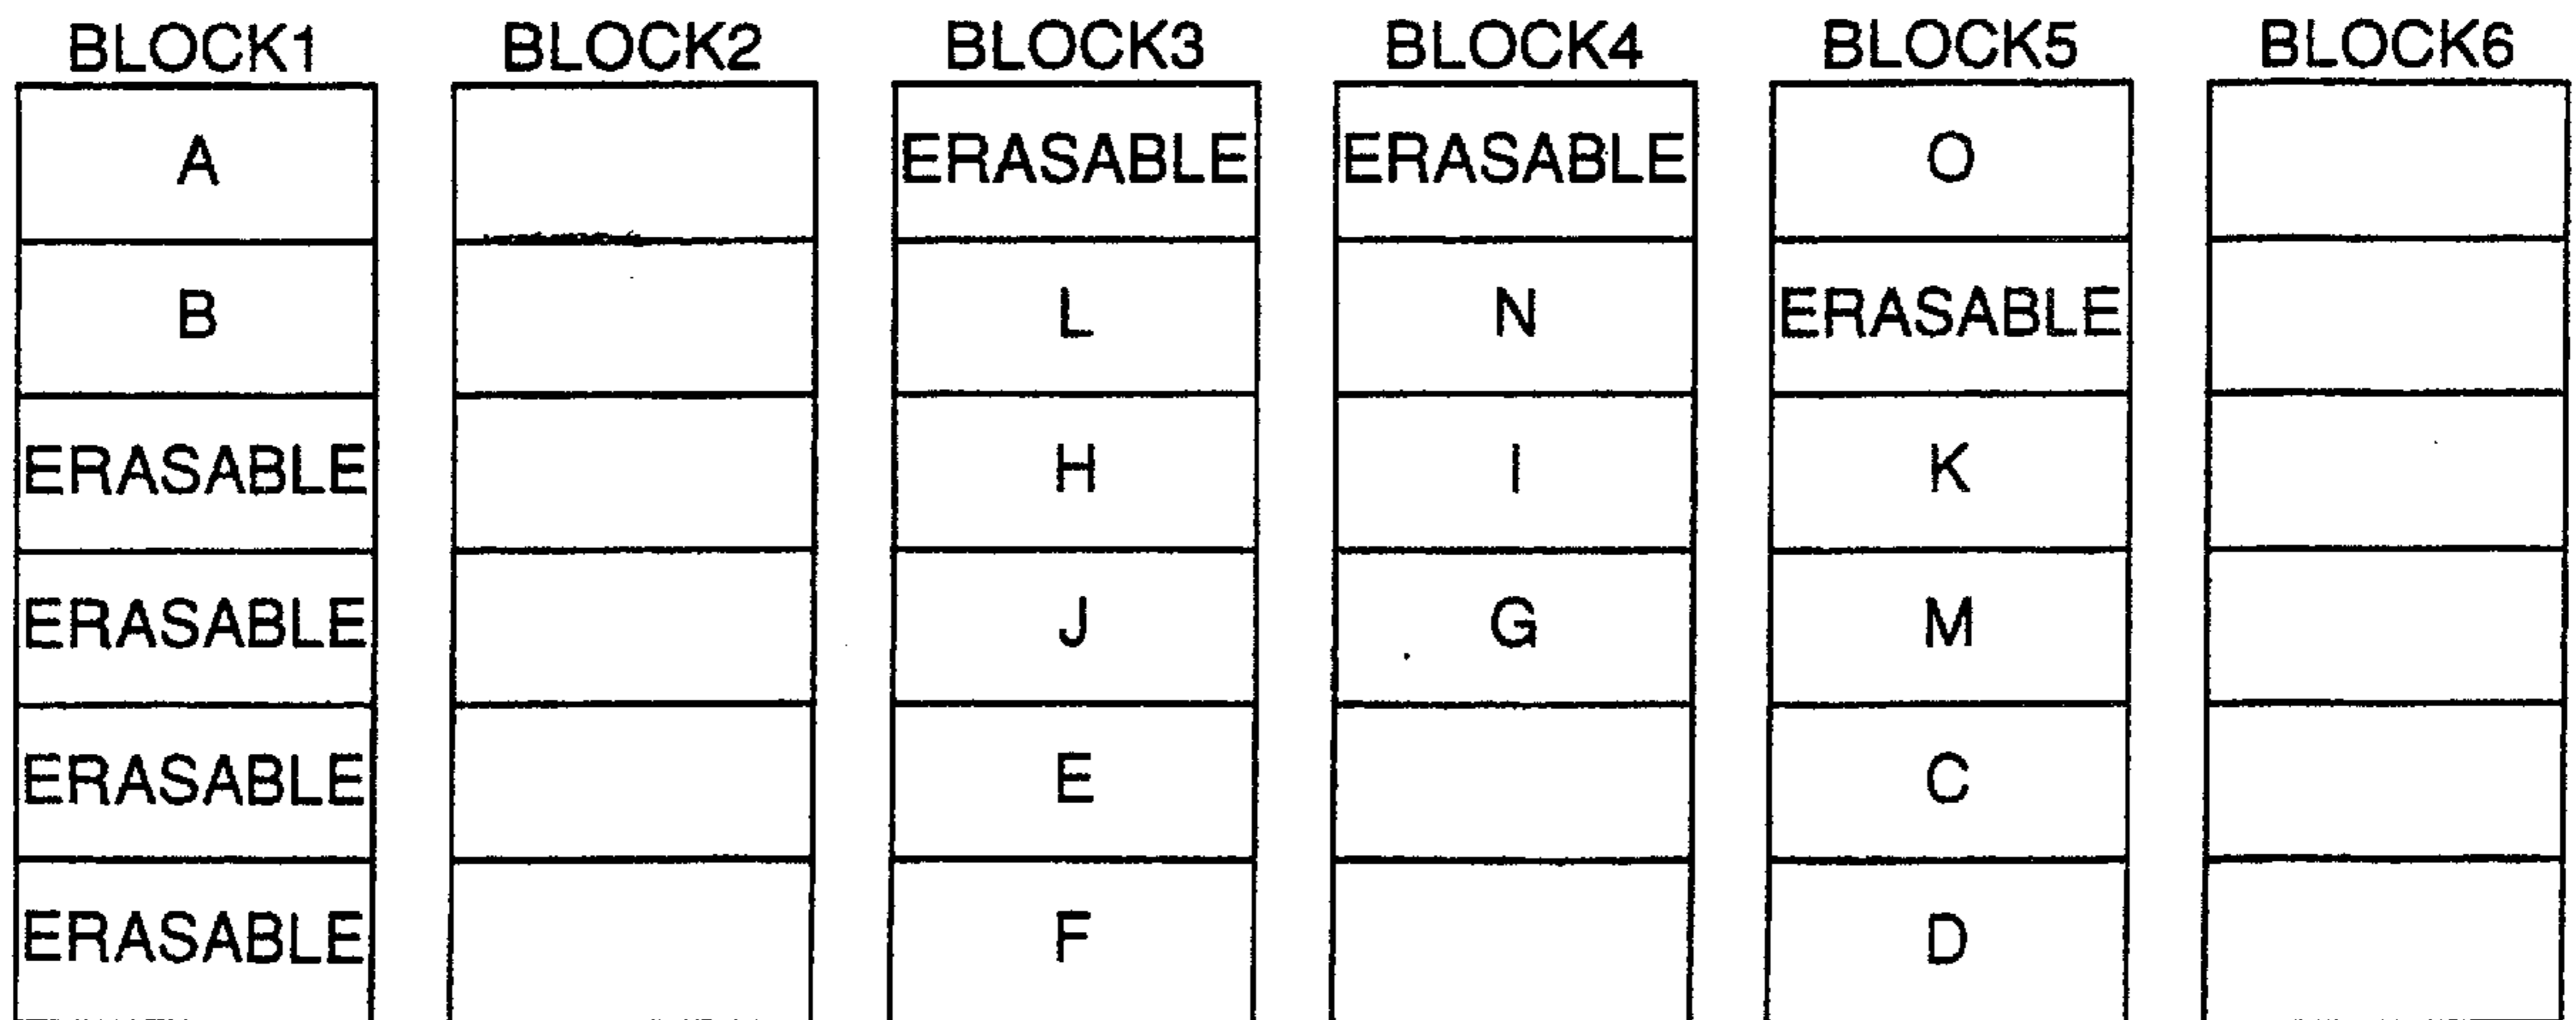 BLOCK1 BLOCK2 BLOCK3 BLOCK4 BLOCK5 BLOCK6
A ERASABLE ERASABLE O
B L N ERASABLE
ERASABLE H I K
ERASABLE J G M
ERASABLE E C
ERASABLE F D